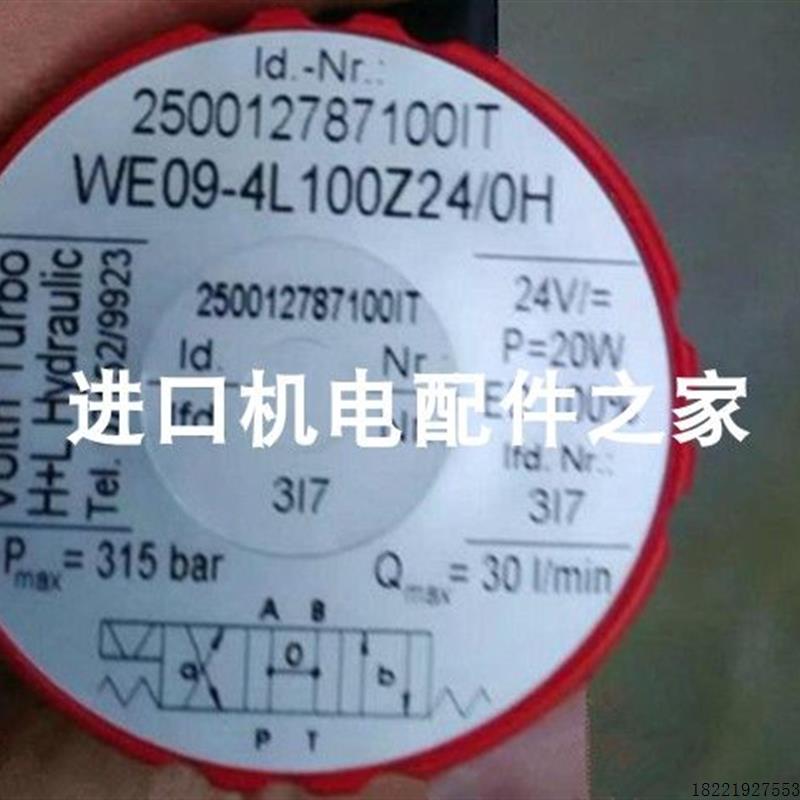 Id.-Nr.:
250012787100IT
WE09-4L100Z24/0H
Voith Turbo
H+L Hydraulic
Tel.
2/9923
250012787100IT
Id. Nr.
lfd. Nr
3I7
24V/=
P=20W
lfd. Nr.:
3I7
进口机电配件之家
Pmax = 315 bar
Qmax = 30 l/min
A B
a 0 b
P T
18221927553